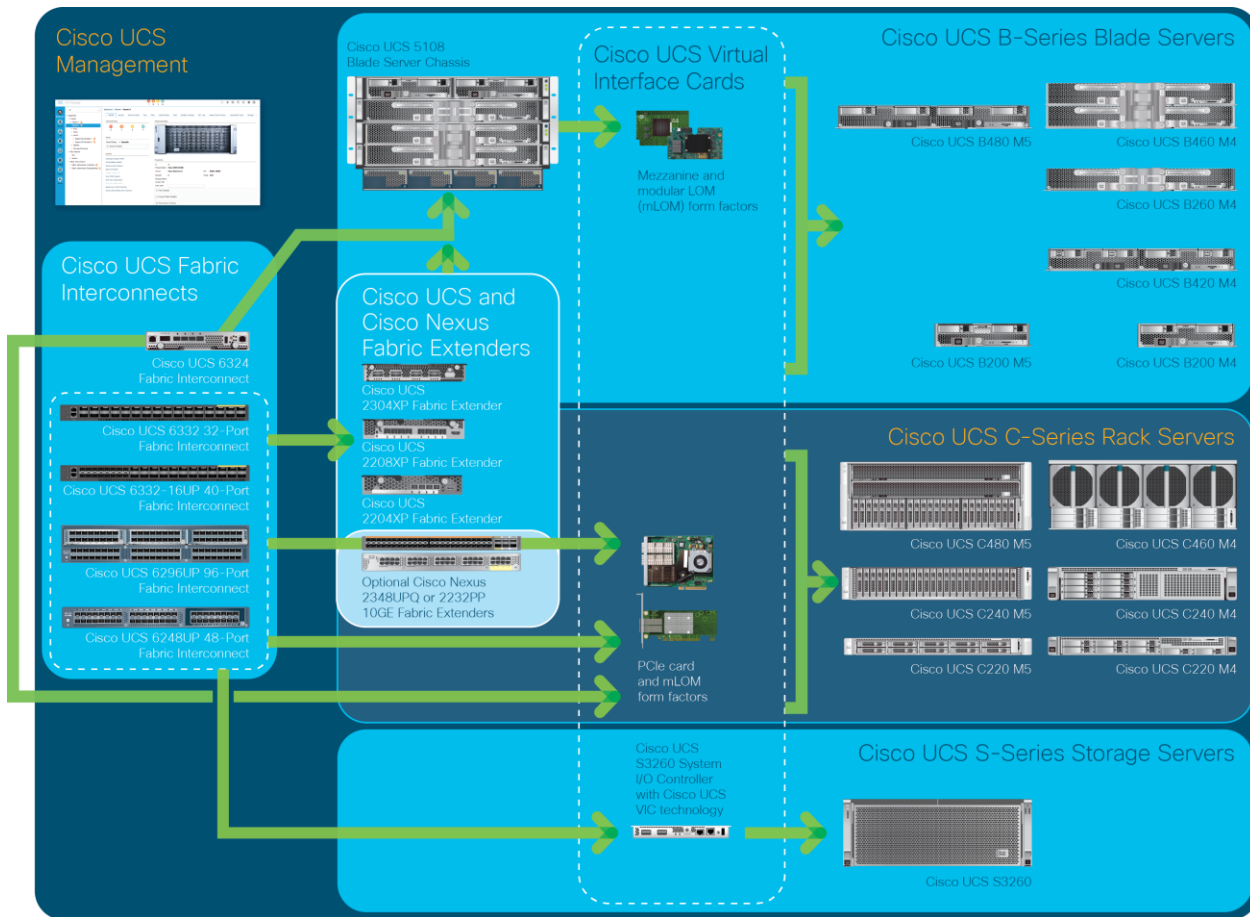 Cisco UCS
Management
Cisco UCS 5108
Blade Server Chassis
Cisco UCS Virtual
Interface Cards
Mezzanine and
modular LOM
(mLOM) form factors
Cisco UCS B-Series Blade Servers
Cisco UCS B480 M5
Cisco UCS B460 M4
Cisco UCS B260 M4
Cisco UCS B420 M4
Cisco UCS B200 M5
Cisco UCS B200 M4
Cisco UCS Fabric
Interconnects
Cisco UCS 6324
Fabric Interconnect
Cisco UCS 6332 32-Port
Fabric Interconnect
Cisco UCS 6332-16UP 40-Port
Fabric Interconnect
Cisco UCS 6296UP 96-Port
Fabric Interconnect
Cisco UCS 6248UP 48-Port
Fabric Interconnect
Cisco UCS and
Cisco Nexus
Fabric Extenders
Cisco UCS
2304XP Fabric Extender
Cisco UCS
2208XP Fabric Extender
Cisco UCS
2204XP Fabric Extender
Optional Cisco Nexus
2348UPQ or 2232PP
10GE Fabric Extenders
PCIe card
and mLOM
form factors
Cisco UCS C-Series Rack Servers
Cisco UCS C480 M5
Cisco UCS C460 M4
Cisco UCS C240 M5
Cisco UCS C240 M4
Cisco UCS C220 M5
Cisco UCS C220 M4
Cisco UCS
S3260 System
I/O Controller
with Cisco UCS
VIC technology
Cisco UCS S-Series Storage Servers
Cisco UCS S3260